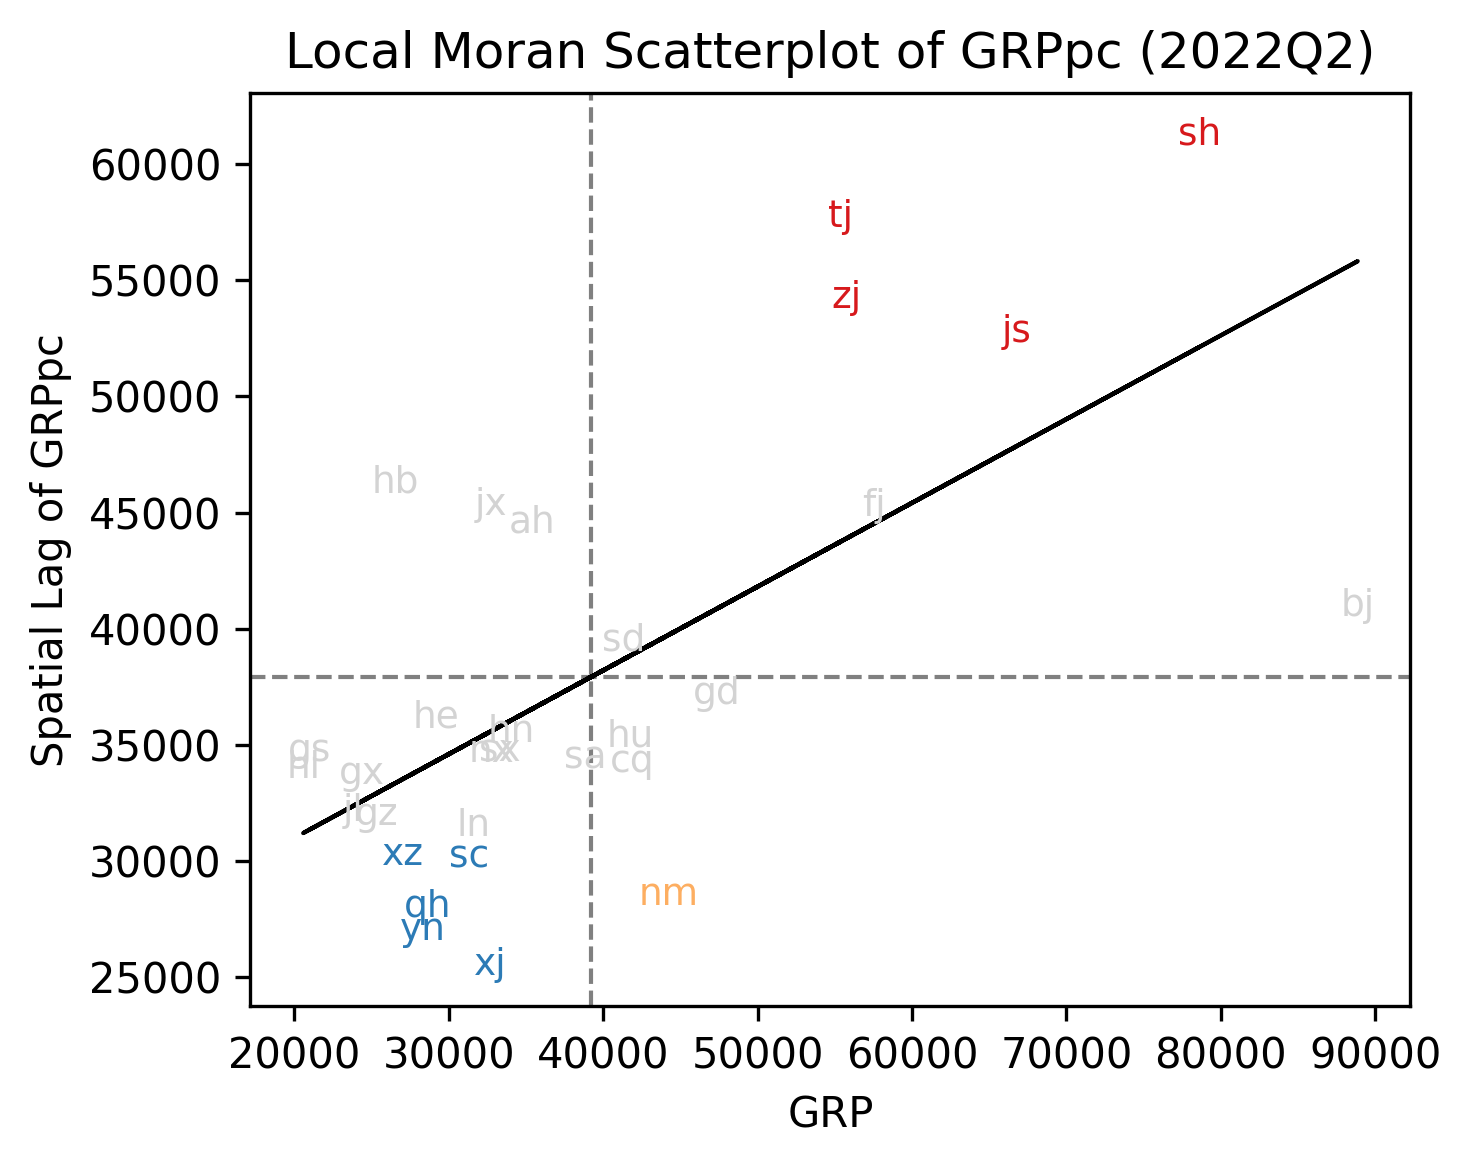 Local Moran Scatterplot of GRPpc (2022Q2)
Spatial Lag of GRPpc
60000
55000
50000
45000
40000
35000
30000
25000
sh
tj
zj
js
hb
jx
ah
fj
bj
sd
gd
he
hn
hu
gs
sx
sa
cq
gx
gz
ln
xz
sc
nm
qh
yn
xj
20000 30000 40000 50000 60000 70000 80000 90000
GRP